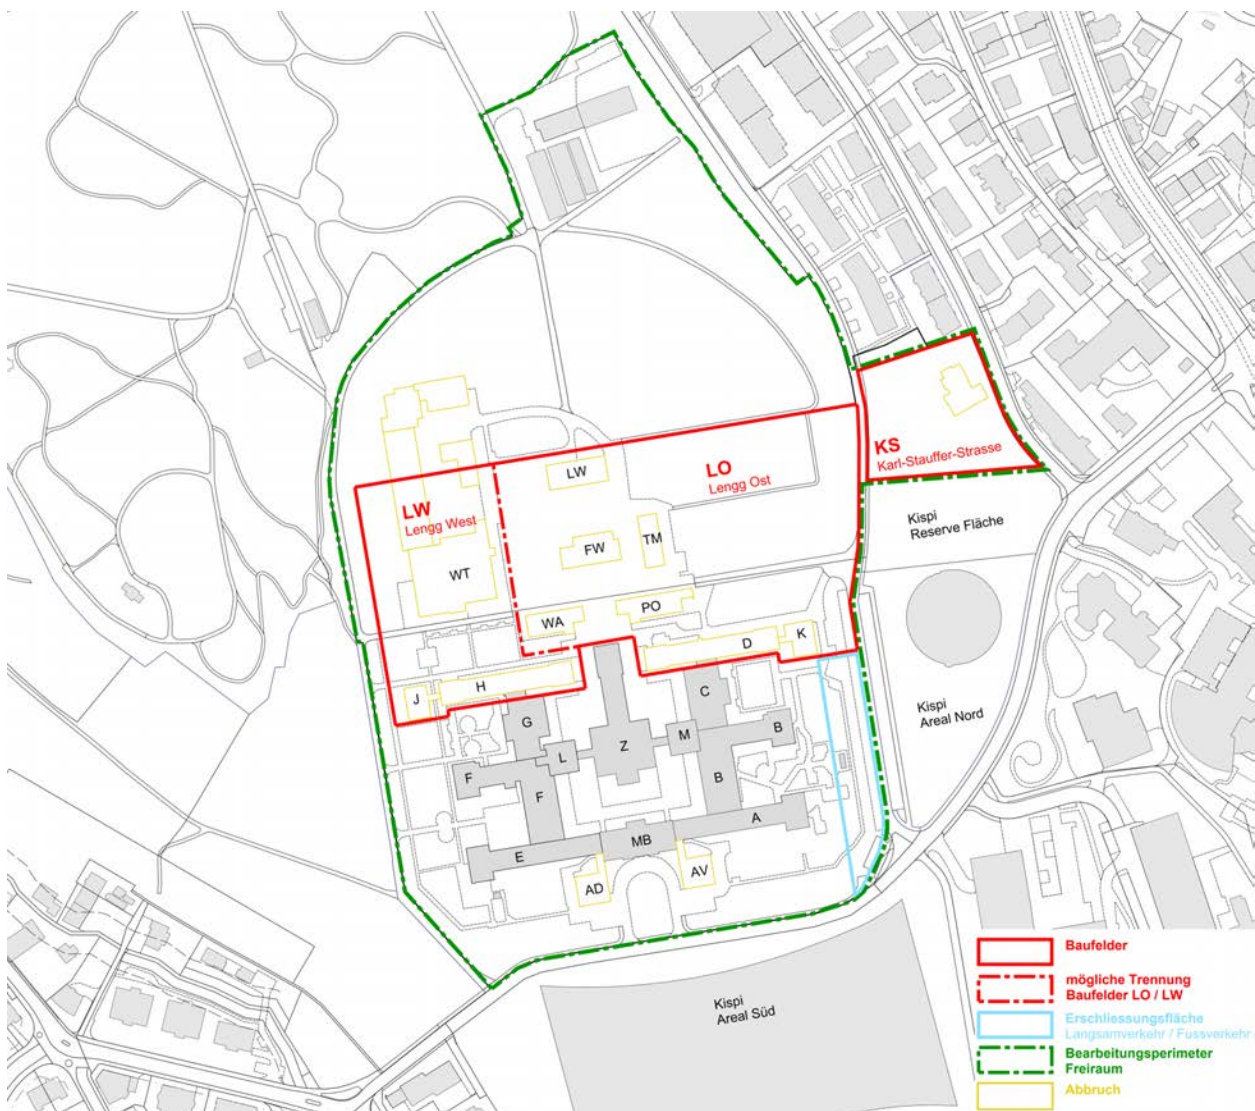 KS
Karl-Stauffer-Strasse
LO
Lengg Ost
LW
LW
Lengg West
Kispi
Reserve Fläche
FW
TM
WT
PO
WA
D
K
H
J
C
Kispi
Areal Nord
G
M
B
Z
L
F
F
B
A
MB
E
AV
AD
Kispi
Areal Süd
Baufelder
mögliche Trennung
Baufelder LO / LW
Erschliessungsfläche
Langsamverkehr / Fussverkehr
Bearbeitungsperimeter
Freiraum
Abbruch